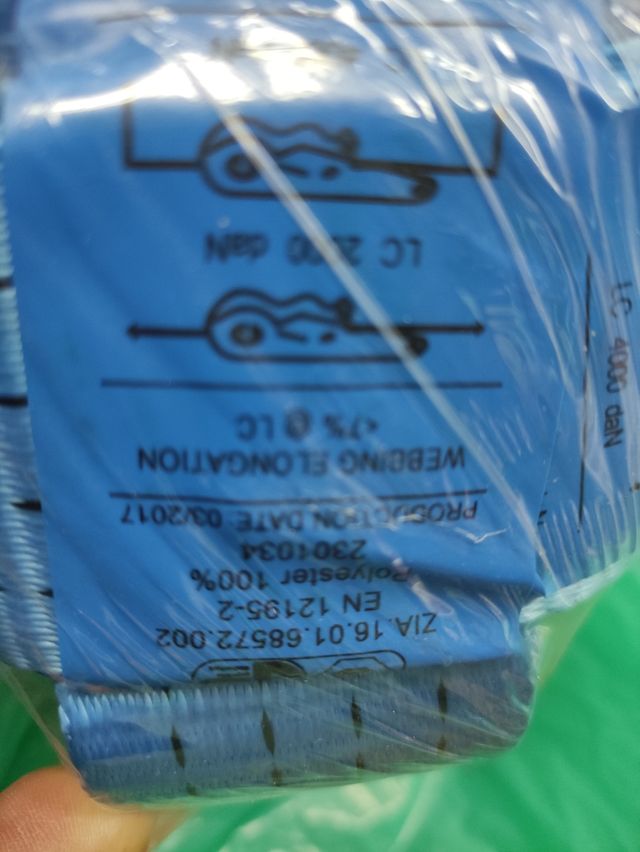 ZIA.16.01.68572.002
EN 12195-2
Polyester 100%
2301034
PRODUCTION DATE 03/2017
WEBBING ELONGATION
<7% @ LC
LC 2000 daN
LC 4000 daN